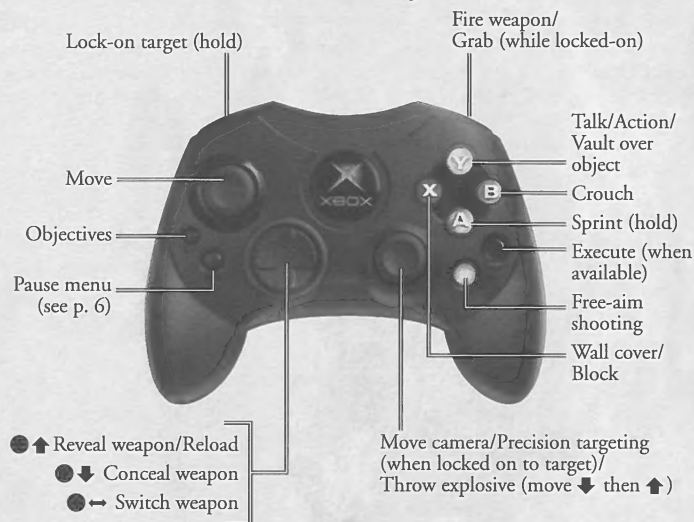 Lock-on target (hold)
Fire weapon/
Grab (while locked-on)
Talk/Action/
Vault over
object
Move
Y
X
B
A
XBOX
Crouch
Sprint (hold)
Objectives
Execute (when
available)
Pause menu
(see p. 6)
Free-aim
shooting
Wall cover/
Block
Reveal weapon/Reload
Conceal weapon
Switch weapon
Move camera/Precision targeting
(when locked on to target)/
Throw explosive (move ⬇ then ⬆)